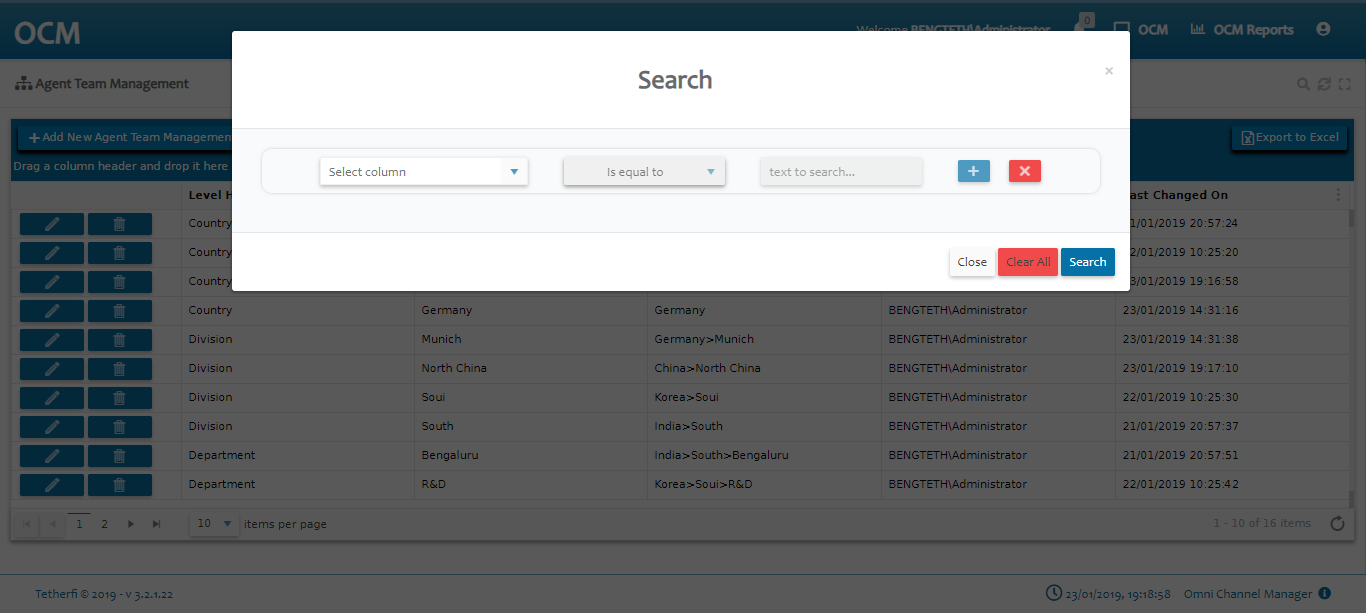 OCM
Welcome BENGTETH\Administrator
0
OCM
OCM Reports
Agent Team Management
Search
×
Add New Agent Team Managemen
Export to Excel
Drag a column header and drop it here
Select column
Is equal to
text to search...
Level H
ast Changed On
Country
1/01/2019 20:57:24
Country
2/01/2019 10:25:20
Country
3/01/2019 19:16:58
Close
Clear All
Search
Country Germany Germany BENGTETH\Administrator 23/01/2019 14:31:16
Division Munich Germany>Munich BENGTETH\Administrator 23/01/2019 14:31:38
Division North China China>North China BENGTETH\Administrator 23/01/2019 19:17:10
Division Soui Korea>Soui BENGTETH\Administrator 22/01/2019 10:25:30
Division South India>South BENGTETH\Administrator 21/01/2019 20:57:37
Department Bengaluru India>South>Bengaluru BENGTETH\Administrator 21/01/2019 20:57:51
Department R&D Korea>Soui>R&D BENGTETH\Administrator 22/01/2019 10:25:42
1 2 10 items per page 1 - 10 of 16 items
Tetherfi © 2019 - v 3.2.1.22 23/01/2019, 19:18:58 Omni Channel Manager